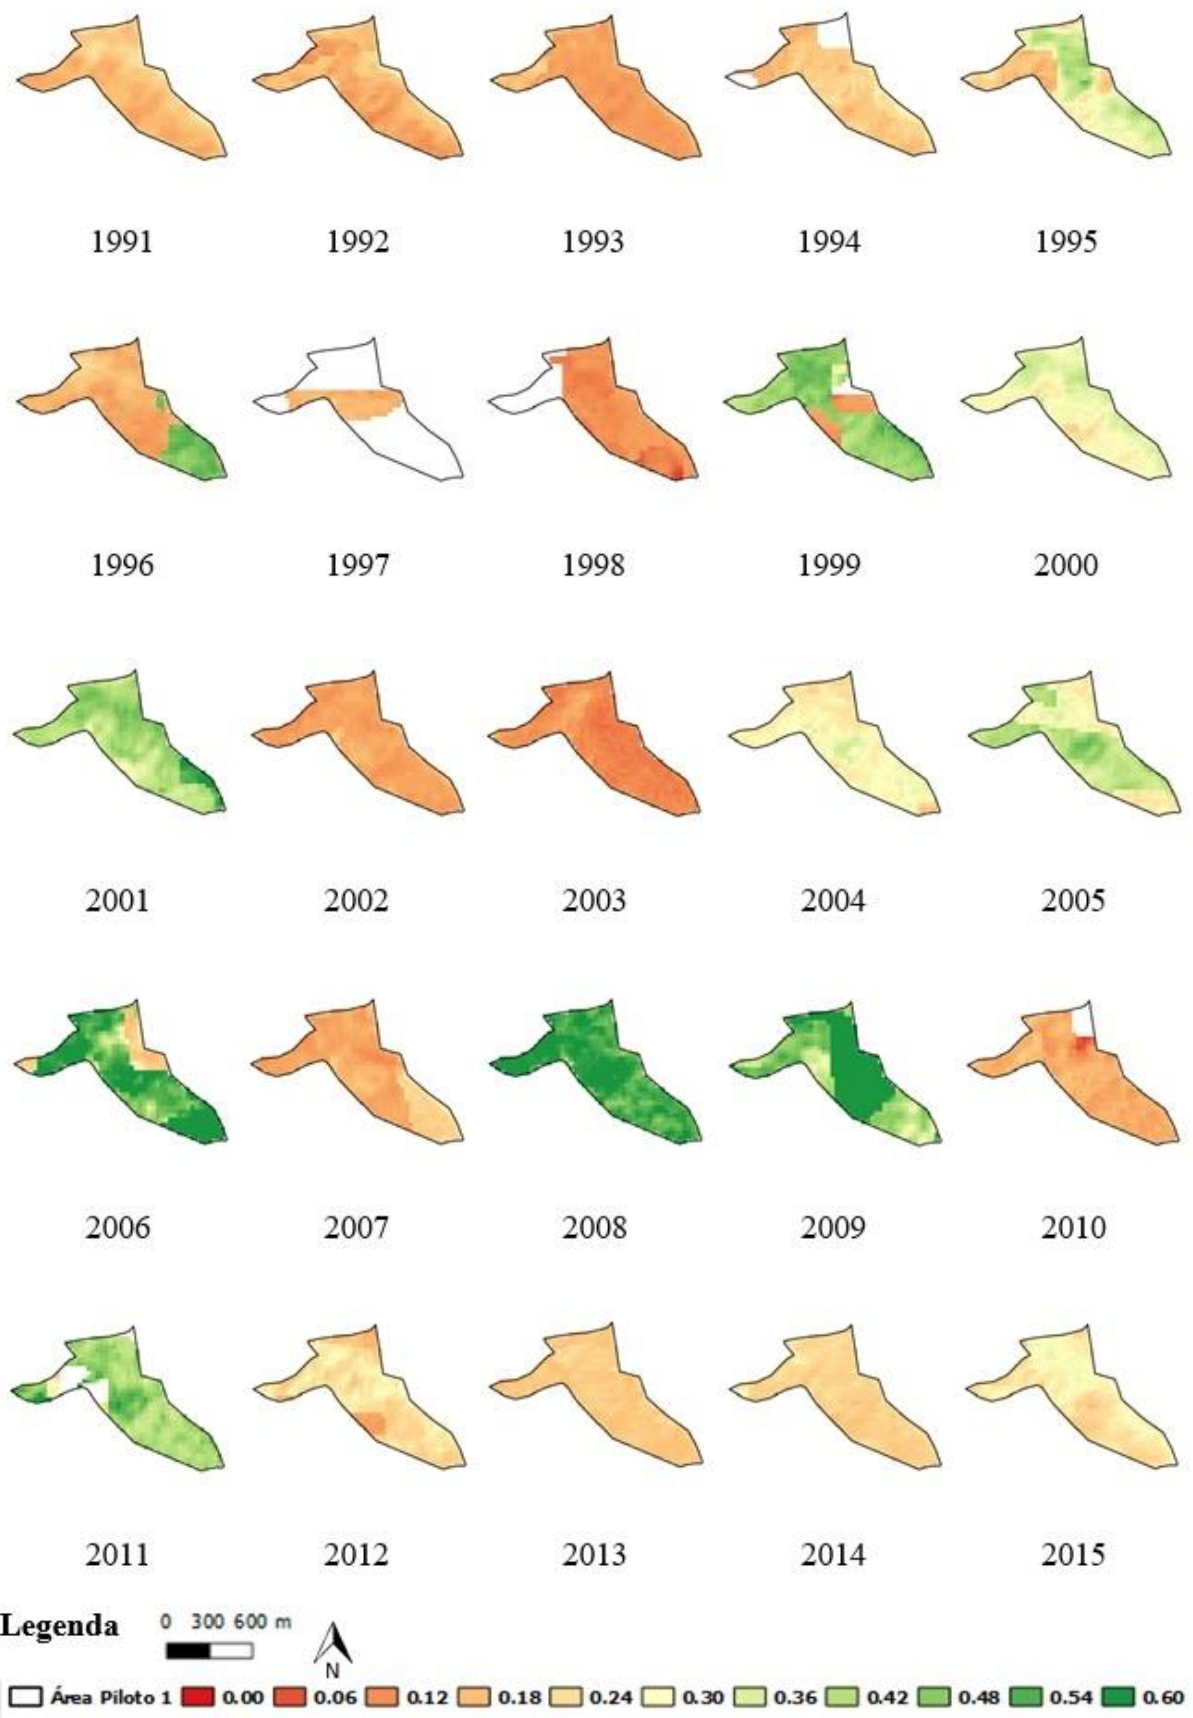 1991 1992 1993 1994 1995
1996 1997 1998 1999 2000
2001 2002 2003 2004 2005
2006 2007 2008 2009 2010
2011 2012 2013 2014 2015
Legenda 0 300 600 m
N
Área Piloto 1 0.00 0.06 0.12 0.18 0.24 0.30 0.36 0.42 0.48 0.54 0.60